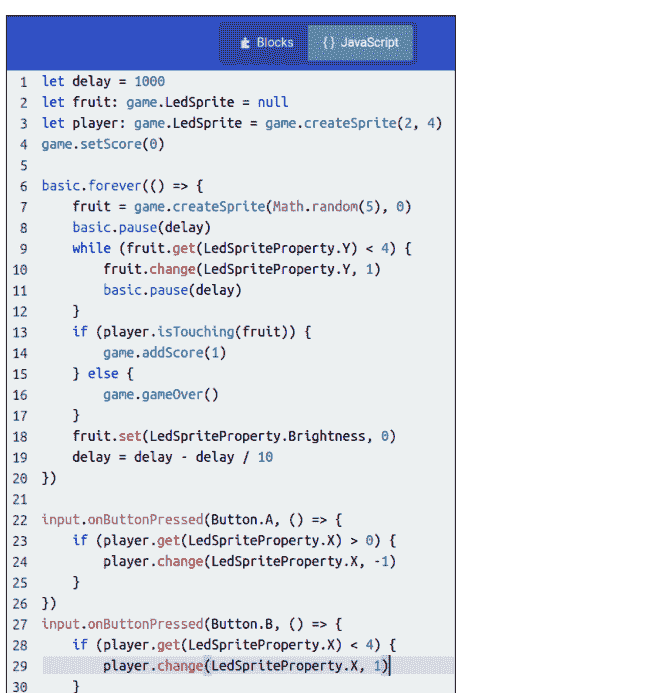 Blocks {} JavaScript
1 let delay = 1000
2 let fruit: game.LedSprite = null
3 let player: game.LedSprite = game.createSprite(2, 4)
4 game.setScore(0)
5
6 basic.forever(() => {
7     fruit = game.createSprite(Math.random(5), 0)
8     basic.pause(delay)
9     while (fruit.get(LedSpriteProperty.Y) < 4) {
10         fruit.change(LedSpriteProperty.Y, 1)
11         basic.pause(delay)
12     }
13     if (player.isTouching(fruit)) {
14         game.addScore(1)
15     } else {
16         game.gameOver()
17     }
18     fruit.set(LedSpriteProperty.Brightness, 0)
19     delay = delay - delay / 10
20 })
21
22 input.onButtonPressed(Button.A, () => {
23     if (player.get(LedSpriteProperty.X) > 0) {
24         player.change(LedSpriteProperty.X, -1)
25     }
26 })
27 input.onButtonPressed(Button.B, () => {
28     if (player.get(LedSpriteProperty.X) < 4) {
29         player.change(LedSpriteProperty.X, 1)
30     }